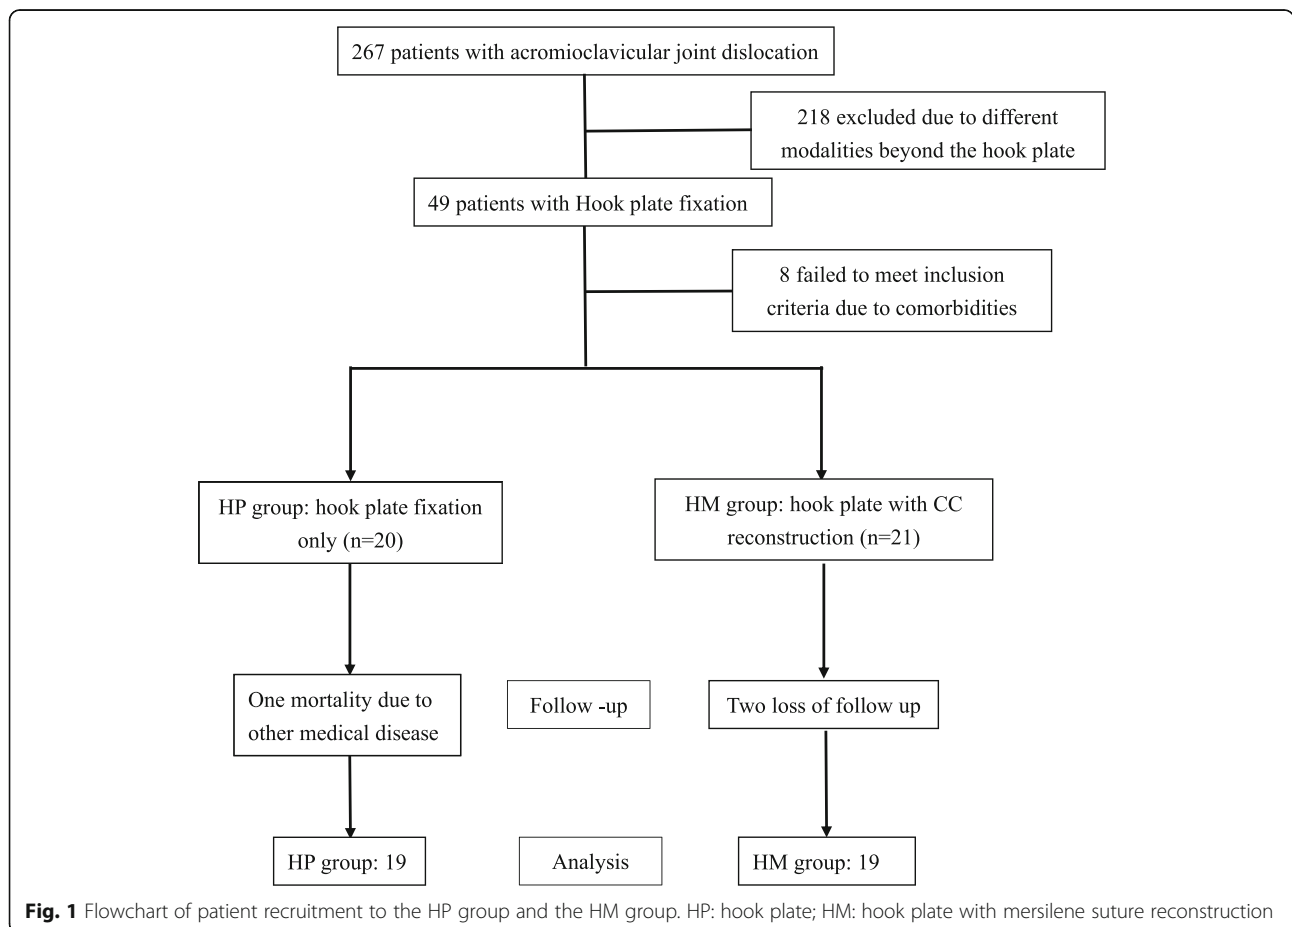 267 patients with acromioclavicular joint dislocation
218 excluded due to different
modalities beyond the hook plate
49 patients with Hook plate fixation
8 failed to meet inclusion
criteria due to comorbidities
HP group: hook plate fixation
only (n=20)
HM group: hook plate with CC
reconstruction (n=21)
One mortality due to
other medical disease
Follow -up
Two loss of follow up
HP group: 19
Analysis
HM group: 19
Fig. 1 Flowchart of patient recruitment to the HP group and the HM group. HP: hook plate; HM: hook plate with mersilene suture reconstruction